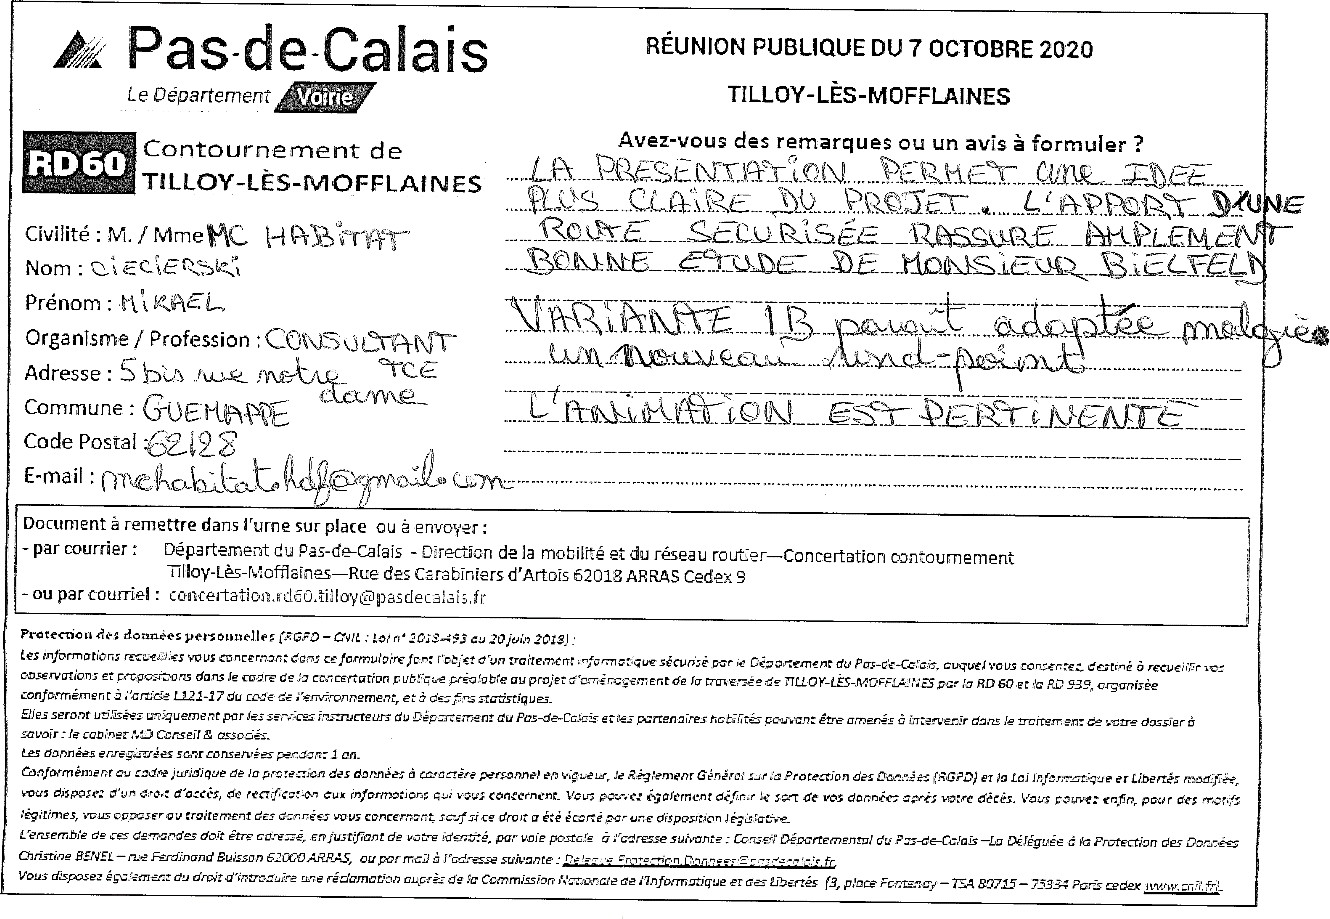 Pas-de-Calais
Le Département Voirie
RD60 Contournement de
TILLOY-LÈS-MOFFLAINES
Civilité : M. / Mme MC HABITAT
Nom : CIECIERSKI
Prénom : MIKAEL
Organisme / Profession : CONSULTANT
TCE
Adresse : 5 bis rue notre
dame
Commune : GUEMAPPE
Code Postal : 62128
E-mail : mchabitat.hdf@gmail.com
RÉUNION PUBLIQUE DU 7 OCTOBRE 2020
TILLOY-LÈS-MOFFLAINES
Avez-vous des remarques ou un avis à formuler ?
LA PRESENTATION PERMET une IDEE
PLUS CLAIRE DU PROJET. L'APPORT D'UNE
ROUTE SECURISÉE RASSURE AMPLEMENT
BONNE ETUDE DE MONSIEUR BIELFELD
VARIANTE 1B parait adaptée malgrès
un nouveau rond-point
L'ANIMATION EST PERTINENTE
Document à remettre dans l'urne sur place ou à envoyer :
- par courrier : Département du Pas-de-Calais - Direction de la mobilité et du réseau routier—Concertation contournement
Tilloy-Lès-Mofflaines—Rue des Carabiniers d'Artois 62018 ARRAS Cedex 9
- ou par courriel : concertation.rd60.tilloy@pasdecalais.fr
Protection des données personnelles (RGPD – CNIL : Loi n° 2018-493 du 20 juin 2018) :
Les informations recueillies vous concernant dans ce formulaire font l'objet d'un traitement informatique sécurisé par le Département du Pas-de-Calais, auquel vous consentez, destiné à recueillir vos
observations et propositions dans le cadre de la concertation publique préalable au projet d'aménagement de la traversée de TILLOY-LÈS-MOFFLAINES par la RD 60 et la RD 939, organisée
conformément à l'article L121-17 du code de l'environnement, et à des fins statistiques.
Elles seront utilisées uniquement par les services instructeurs du Département du Pas-de-Calais et les partenaires habilités pouvant être amenés à intervenir dans le traitement de votre dossier à
savoir : le cabinet MD Conseil & associés.
Les données enregistrées sont conservées pendant 1 an.
Conformément au cadre juridique de la protection des données à caractère personnel en vigueur, le Règlement Général sur la Protection des Données (RGPD) et la Loi Informatique et Libertés modifiée,
vous disposez d'un droit d'accès, de rectification aux informations qui vous concernent. Vous pouvez également définir le sort de vos données après votre décès. Vous pouvez enfin, pour des motifs
légitimes, vous opposer au traitement des données vous concernant, sauf si ce droit a été écarté par une disposition législative.
L'ensemble de ces demandes doit être adressé, en justifiant de votre identité, par voie postale à l'adresse suivante : Conseil Départemental du Pas-de-Calais –La Déléguée à la Protection des Données
Christine BENEL – rue Ferdinand Buisson 62000 ARRAS, ou par mail à l'adresse suivante : Delegue.Protection.Donnees@pasdecalais.fr
Vous disposez également du droit d'introduire une réclamation auprès de la Commission Nationale de l'Informatique et des Libertés (3, place Fontenoy – TSA 80715 – 75334 Paris cedex www.cnil.fr).